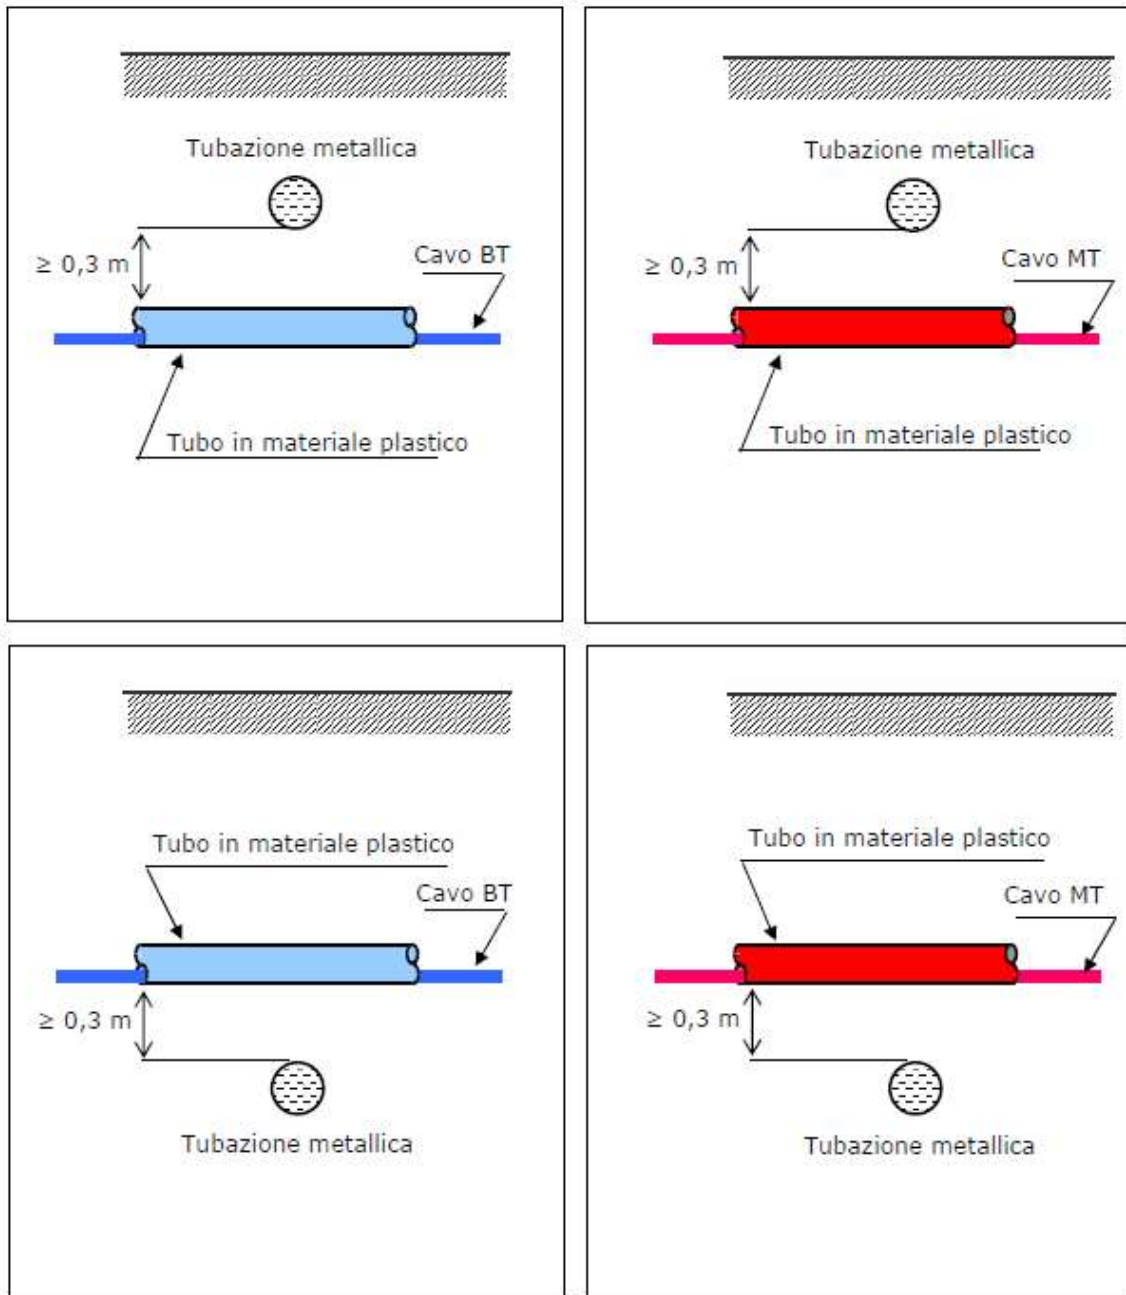 Tubazione metallica
≥ 0,3 m
Cavo BT
Tubo in materiale plastico
Tubazione metallica
≥ 0,3 m
Cavo MT
Tubo in materiale plastico
Tubo in materiale plastico
Cavo BT
≥ 0,3 m
Tubazione metallica
Tubo in materiale plastico
Cavo MT
≥ 0,3 m
Tubazione metallica